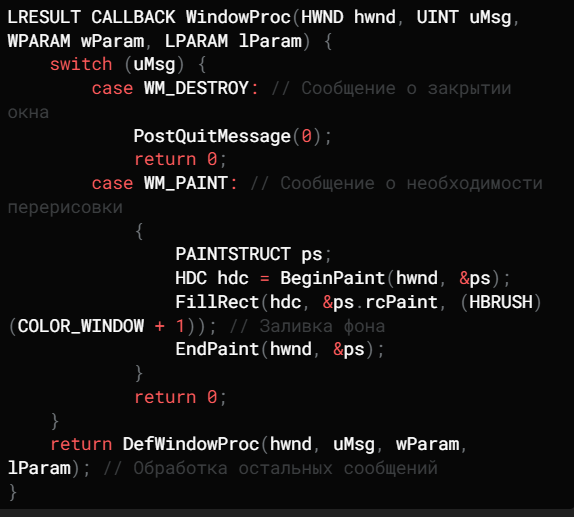 LRESULT CALLBACK WindowProc(HWND hwnd, UINT uMsg,
WPARAM wParam, LPARAM lParam) {
    switch (uMsg) {
        case WM_DESTROY: // Сообщение о закрытии
окна
            PostQuitMessage(0);
            return 0;
        case WM_PAINT: // Сообщение о необходимости
перерисовки
            {
                PAINTSTRUCT ps;
                HDC hdc = BeginPaint(hwnd, &ps);
                FillRect(hdc, &ps.rcPaint, (HBRUSH)
(COLOR_WINDOW + 1)); // Заливка фона
                EndPaint(hwnd, &ps);
            }
            return 0;
    }
    return DefWindowProc(hwnd, uMsg, wParam,
lParam); // Обработка остальных сообщений
}